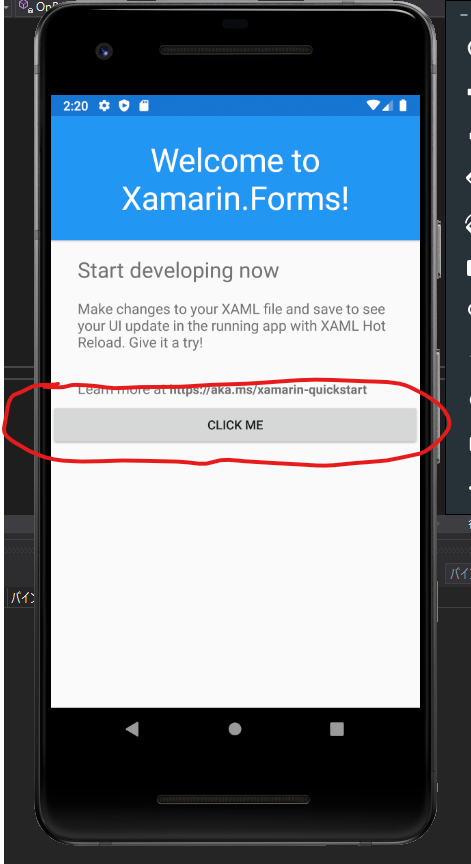 2:20
Welcome to
Xamarin.Forms!
Start developing now
Make changes to your XAML file and save to see
your UI update in the running app with XAML Hot
Reload. Give it a try!
Learn more at https://aka.ms/xamarin-quickstart
CLICK ME